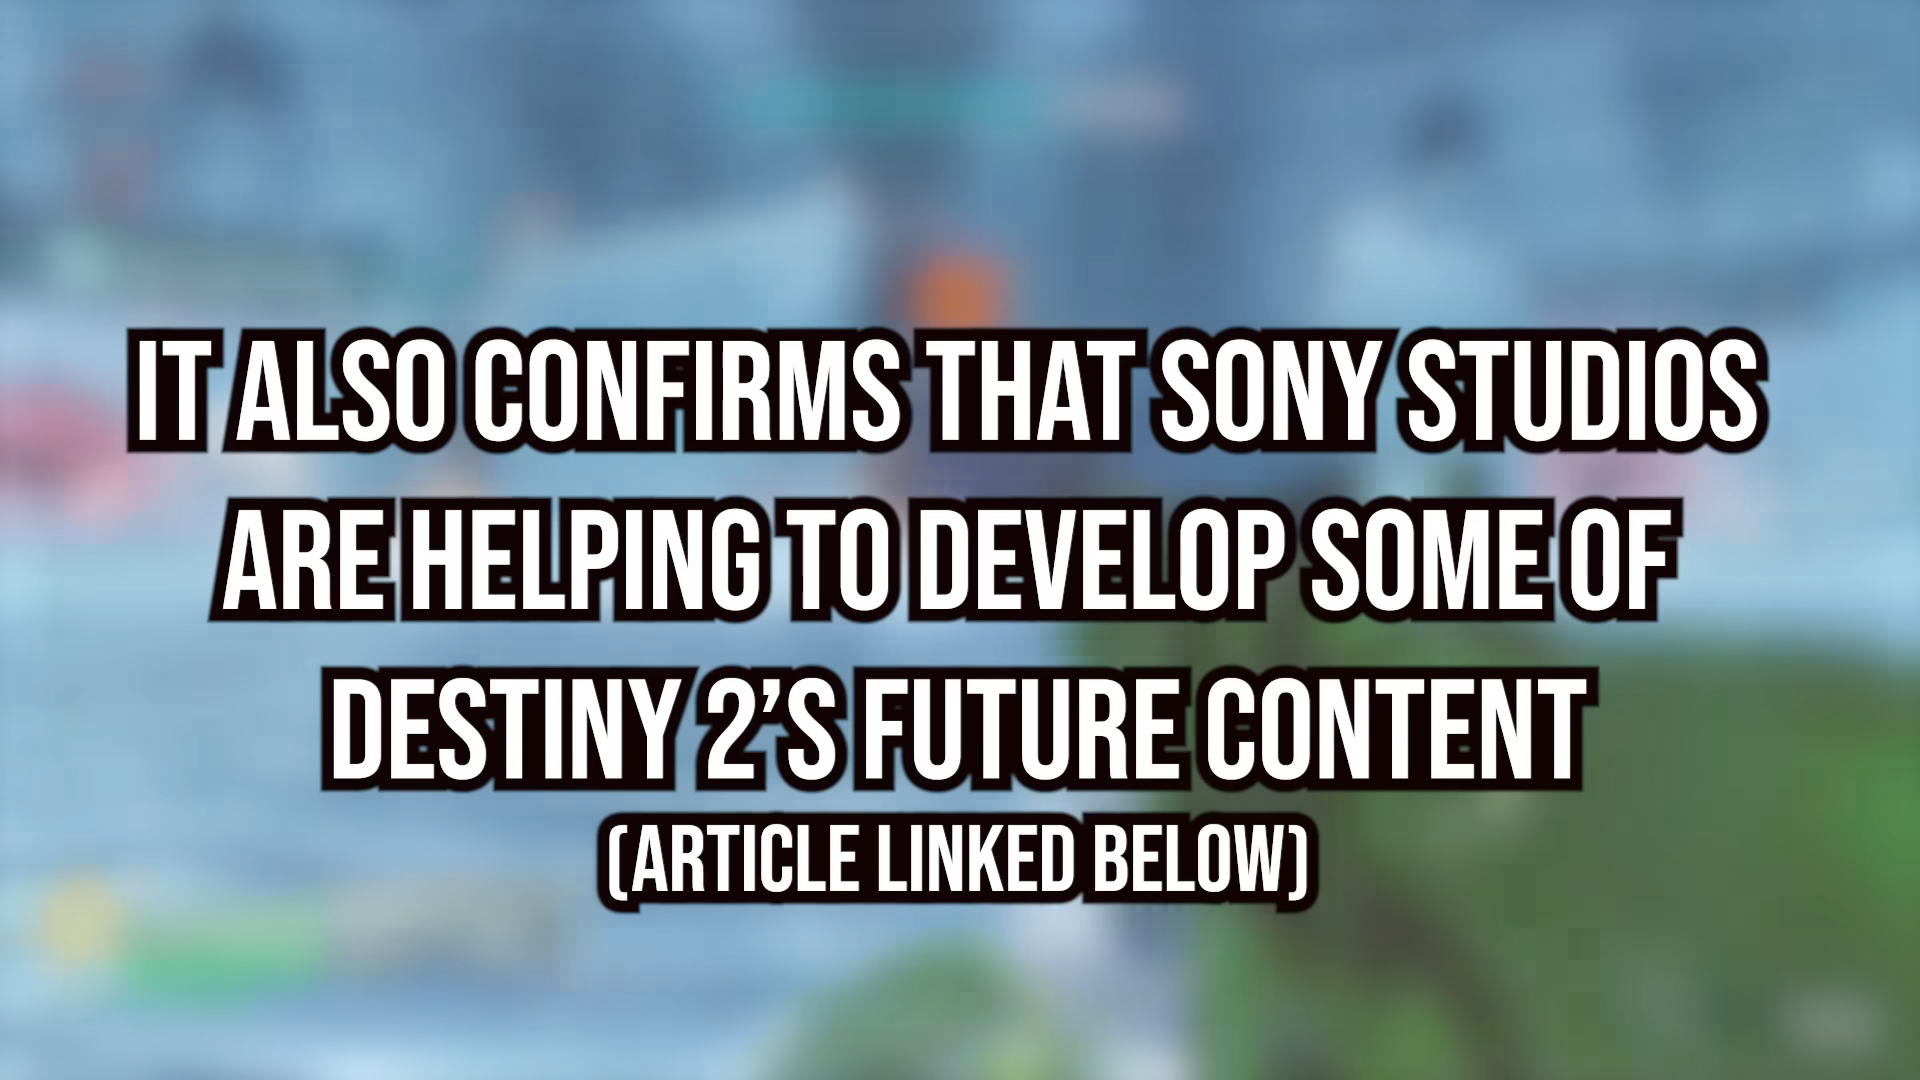 IT ALSO CONFIRMS THAT SONY STUDIOS
ARE HELPING TO DEVELOP SOME OF
DESTINY 2’S FUTURE CONTENT
(ARTICLE LINKED BELOW)